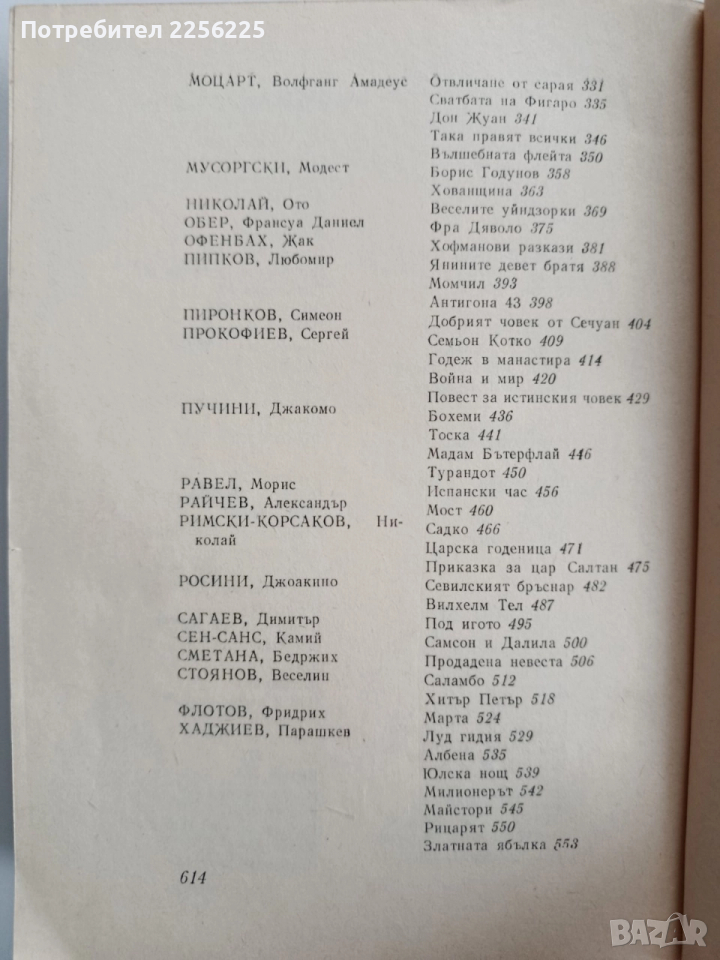 Потребител 2256225
МОЦАРТ, Волфганг Амадеус Отвличане от сарая 331
Сватбата на Фигаро 335
Дон Жуан 341
Така правят всички 346
Вълшебната флейта 350
МУСОРГСКИ, Модест Борис Годунов 358
Хованщина 363
НИКОЛАЙ, Ото Веселите уйндзорки 369
ОБЕР, Франсуа Даниел Фра Дяволо 375
ОФЕНБАХ, Жак Хофманови разкази 381
ПИПКОВ, Любомир Янините девет братя 388
Момчил 393
Антигона 43 398
ПИРОНКОВ, Симеон Добрият човек от Сечуан 404
ПРОКОФИЕВ, Сергей Семьон Котко 409
Годеж в манастира 414
Война и мир 420
Повест за истинския човек 429
ПУЧИНИ, Джакомо Бохеми 436
Тоска 441
Мадам Бътерфлай 446
Турандот 450
РАВЕЛ, Морис Испански час 456
РАЙЧЕВ, Александър Мост 460
РИМСКИ-КОРСАКОВ, Ни- Садко 466
колай
Царска годеница 471
Приказка за цар Салтан 475
РОСИНИ, Джоакино Севилският бръснар 482
Вилхелм Тел 487
САГАЕВ, Димитър Под игото 495
СЕН-САНС, Камий Самсон и Далила 500
СМЕТАНА, Бедржих Продадена невеста 506
СТОЯНОВ, Веселин Саламбо 512
Хитър Петър 518
ФЛОТОВ, Фридрих Марта 524
ХАДЖИЕВ, Парашкев Луд гидия 529
Албена 535
Юлска нощ 539
Милионерът 542
Майстори 545
Рицарят 550
Златната ябълка 553
614
BAZAR